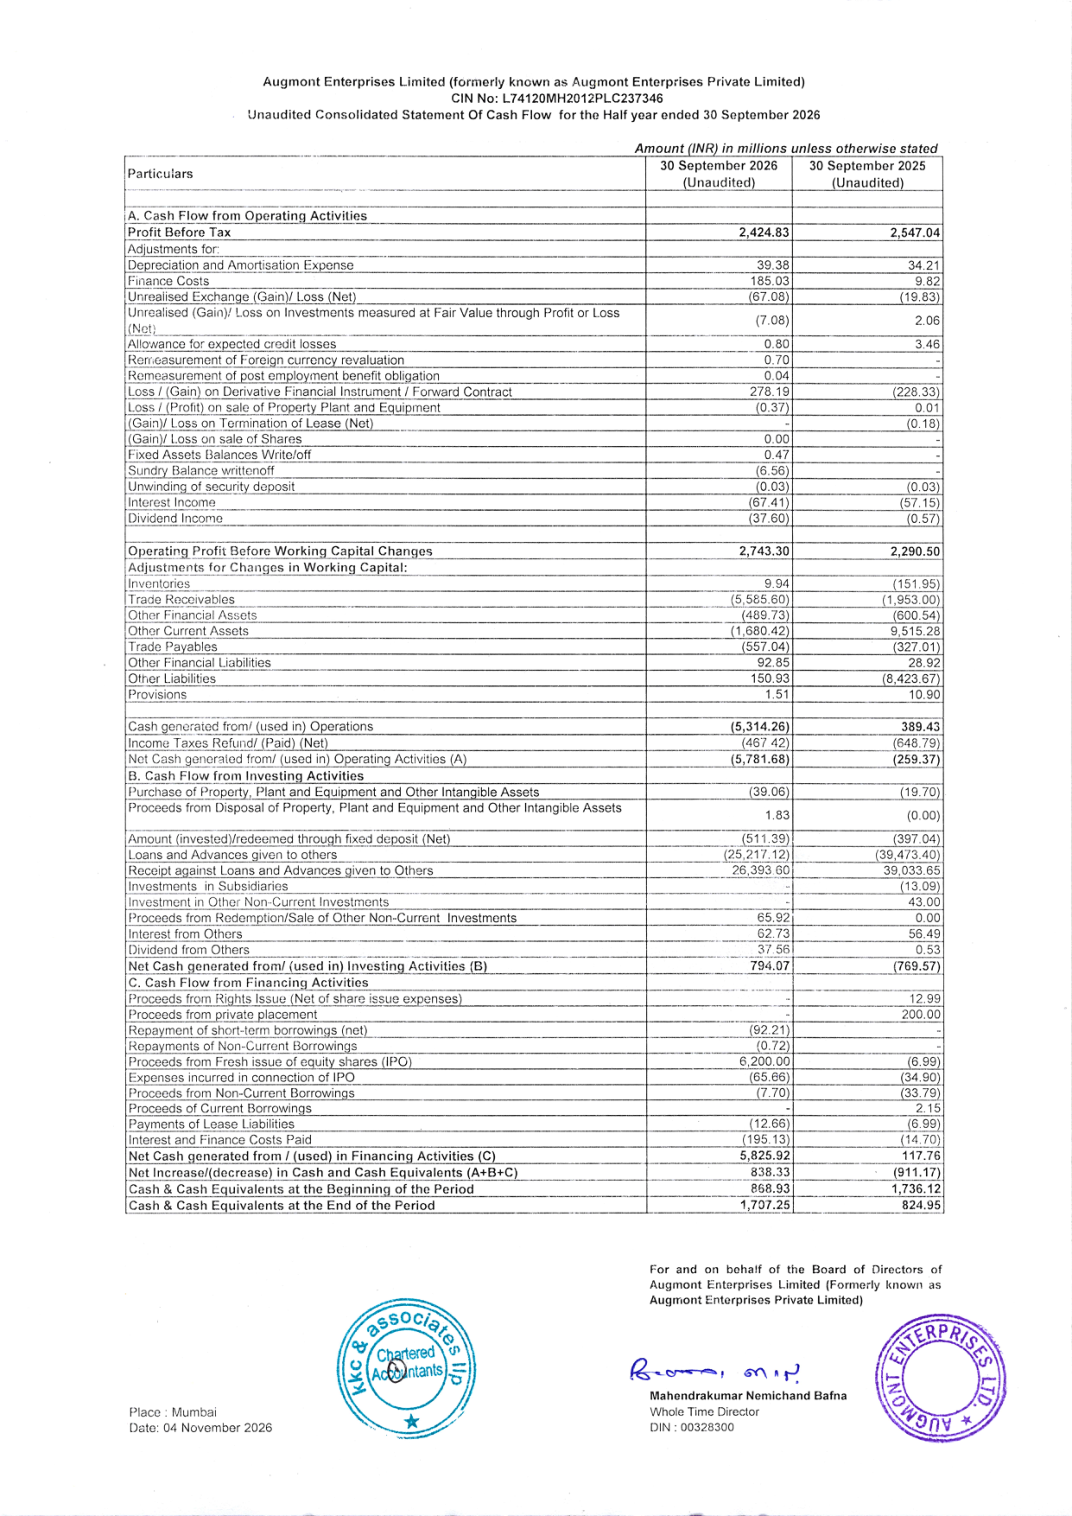 Augmont Enterprises Limited (formerly known as Augmont Enterprises Private Limited)
CIN No: L74120MH2012PLC237346
Unaudited Consolidated Statement Of Cash Flow for the Half year ended 30 September 2026
Amount (INR) in millions unless otherwise stated
Particulars 30 September 2026 (Unaudited) 30 September 2025 (Unaudited)
A. Cash Flow from Operating Activities
Profit Before Tax 2,424.83 2,547.04
Adjustments for:
Depreciation and Amortisation Expense 39.38 34.21
Finance Costs 185.03 9.82
Unrealised Exchange (Gain)/ Loss (Net) (67.08) (19.83)
Unrealised (Gain)/ Loss on Investments measured at Fair Value through Profit or Loss
(Net) (7.08) 2.06
Allowance for expected credit losses 0.80 3.46
Remeasurement of Foreign currency revaluation 0.70 -
Remeasurement of post employment benefit obligation 0.04 -
Loss / (Gain) on Derivative Financial Instrument / Forward Contract 278.19 (228.33)
Loss / (Profit) on sale of Property Plant and Equipment (0.37) 0.01
(Gain)/ Loss on Termination of Lease (Net) - (0.18)
(Gain)/ Loss on sale of Shares 0.00 -
Fixed Assets Balances Write/off 0.47 -
Sundry Balance writtenoff (6.56) -
Unwinding of security deposit (0.03) (0.03)
Interest Income (67.41) (57.15)
Dividend Income (37.60) (0.57)
Operating Profit Before Working Capital Changes 2,743.30 2,290.50
Adjustments for Changes in Working Capital:
Inventories 9.94 (151.95)
Trade Receivables (5,585.60) (1,953.00)
Other Financial Assets (489.73) (600.54)
Other Current Assets (1,680.42) 9,515.28
Trade Payables (557.04) (327.01)
Other Financial Liabilities 92.85 28.92
Other Liabilities 150.93 (8,423.67)
Provisions 1.51 10.90
Cash generated from/ (used in) Operations (5,314.26) 389.43
Income Taxes Refund/ (Paid) (Net) (467.42) (648.79)
Net Cash generated from/ (used in) Operating Activities (A) (5,781.68) (259.37)
B. Cash Flow from Investing Activities
Purchase of Property, Plant and Equipment and Other Intangible Assets (39.06) (19.70)
Proceeds from Disposal of Property, Plant and Equipment and Other Intangible Assets 1.83 (0.00)
Amount (invested)/redeemed through fixed deposit (Net) (511.39) (397.04)
Loans and Advances given to others (25,217.12) (39,473.40)
Receipt against Loans and Advances given to Others 26,393.60 39,033.65
Investments in Subsidiaries - (13.09)
Investment in Other Non-Current Investments - 43.00
Proceeds from Redemption/Sale of Other Non-Current Investments 65.92 0.00
Interest from Others 62.73 56.49
Dividend from Others 37.56 0.53
Net Cash generated from/ (used in) Investing Activities (B) 794.07 (769.57)
C. Cash Flow from Financing Activities
Proceeds from Rights Issue (Net of share issue expenses) - 12.99
Proceeds from private placement - 200.00
Repayment of short-term borrowings (net) (92.21) -
Repayments of Non-Current Borrowings (0.72) -
Proceeds from Fresh issue of equity shares (IPO) 6,200.00 (6.99)
Expenses incurred in connection of IPO (65.66) (34.90)
Proceeds from Non-Current Borrowings (7.70) (33.79)
Proceeds of Current Borrowings - 2.15
Payments of Lease Liabilities (12.66) (6.99)
Interest and Finance Costs Paid (195.13) (14.70)
Net Cash generated from / (used) in Financing Activities (C) 5,825.92 117.76
Net Increase/(decrease) in Cash and Cash Equivalents (A+B+C) 838.33 (911.17)
Cash & Cash Equivalents at the Beginning of the Period 868.93 1,736.12
Cash & Cash Equivalents at the End of the Period 1,707.25 824.95
For and on behalf of the Board of Directors of
Augmont Enterprises Limited (Formerly known as
Augmont Enterprises Private Limited)
kkc & associates llp
Chartered
Accountants
AUGMONT ENTERPRISES LTD.
Mahendrakumar Nemichand Bafna
Whole Time Director
DIN : 00328300
Place : Mumbai
Date: 04 November 2026